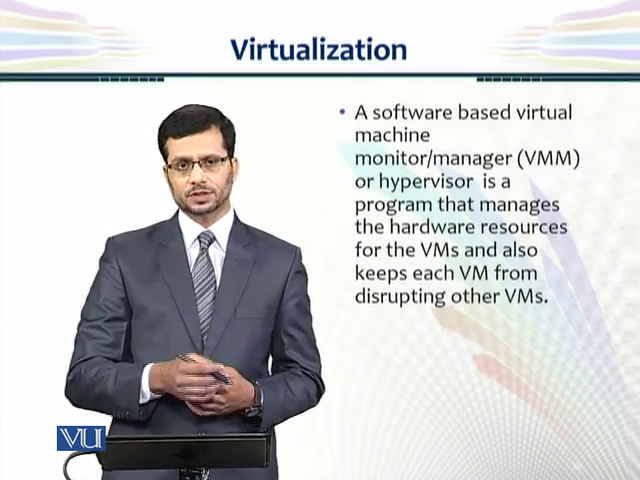 Virtualization
• A software based virtual
machine
monitor/manager (VMM)
or hypervisor is a
program that manages
the hardware resources
for the VMs and also
keeps each VM from
disrupting other VMs.
VU